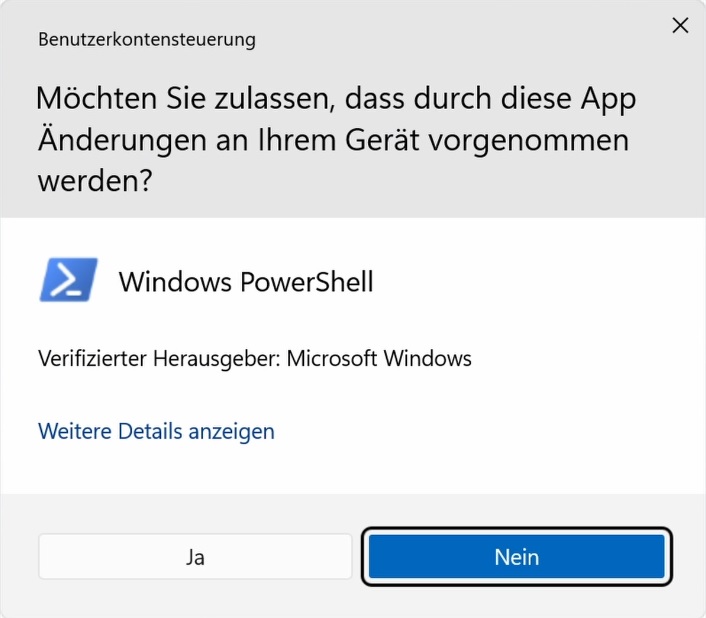 Benutzerkontensteuerung
Möchten Sie zulassen, dass durch diese App
Änderungen an Ihrem Gerät vorgenommen
werden?
Windows PowerShell
Verifizierter Herausgeber: Microsoft Windows
Weitere Details anzeigen
Ja
Nein